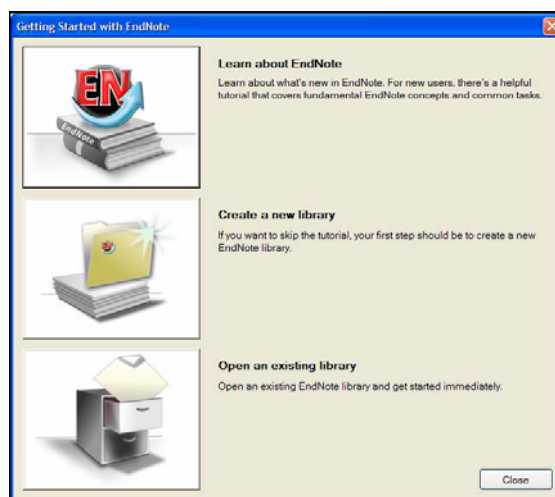 Getting Started with EndNote
EN
EndNote
Learn about EndNote
Learn about what's new in EndNote. For new users, there's a helpful
tutorial that covers fundamental EndNote concepts and common tasks.
Create a new library
If you want to skip the tutorial, your first step should be to create a new
EndNote library.
Open an existing library
Open an existing EndNote library and get started immediately.
Close